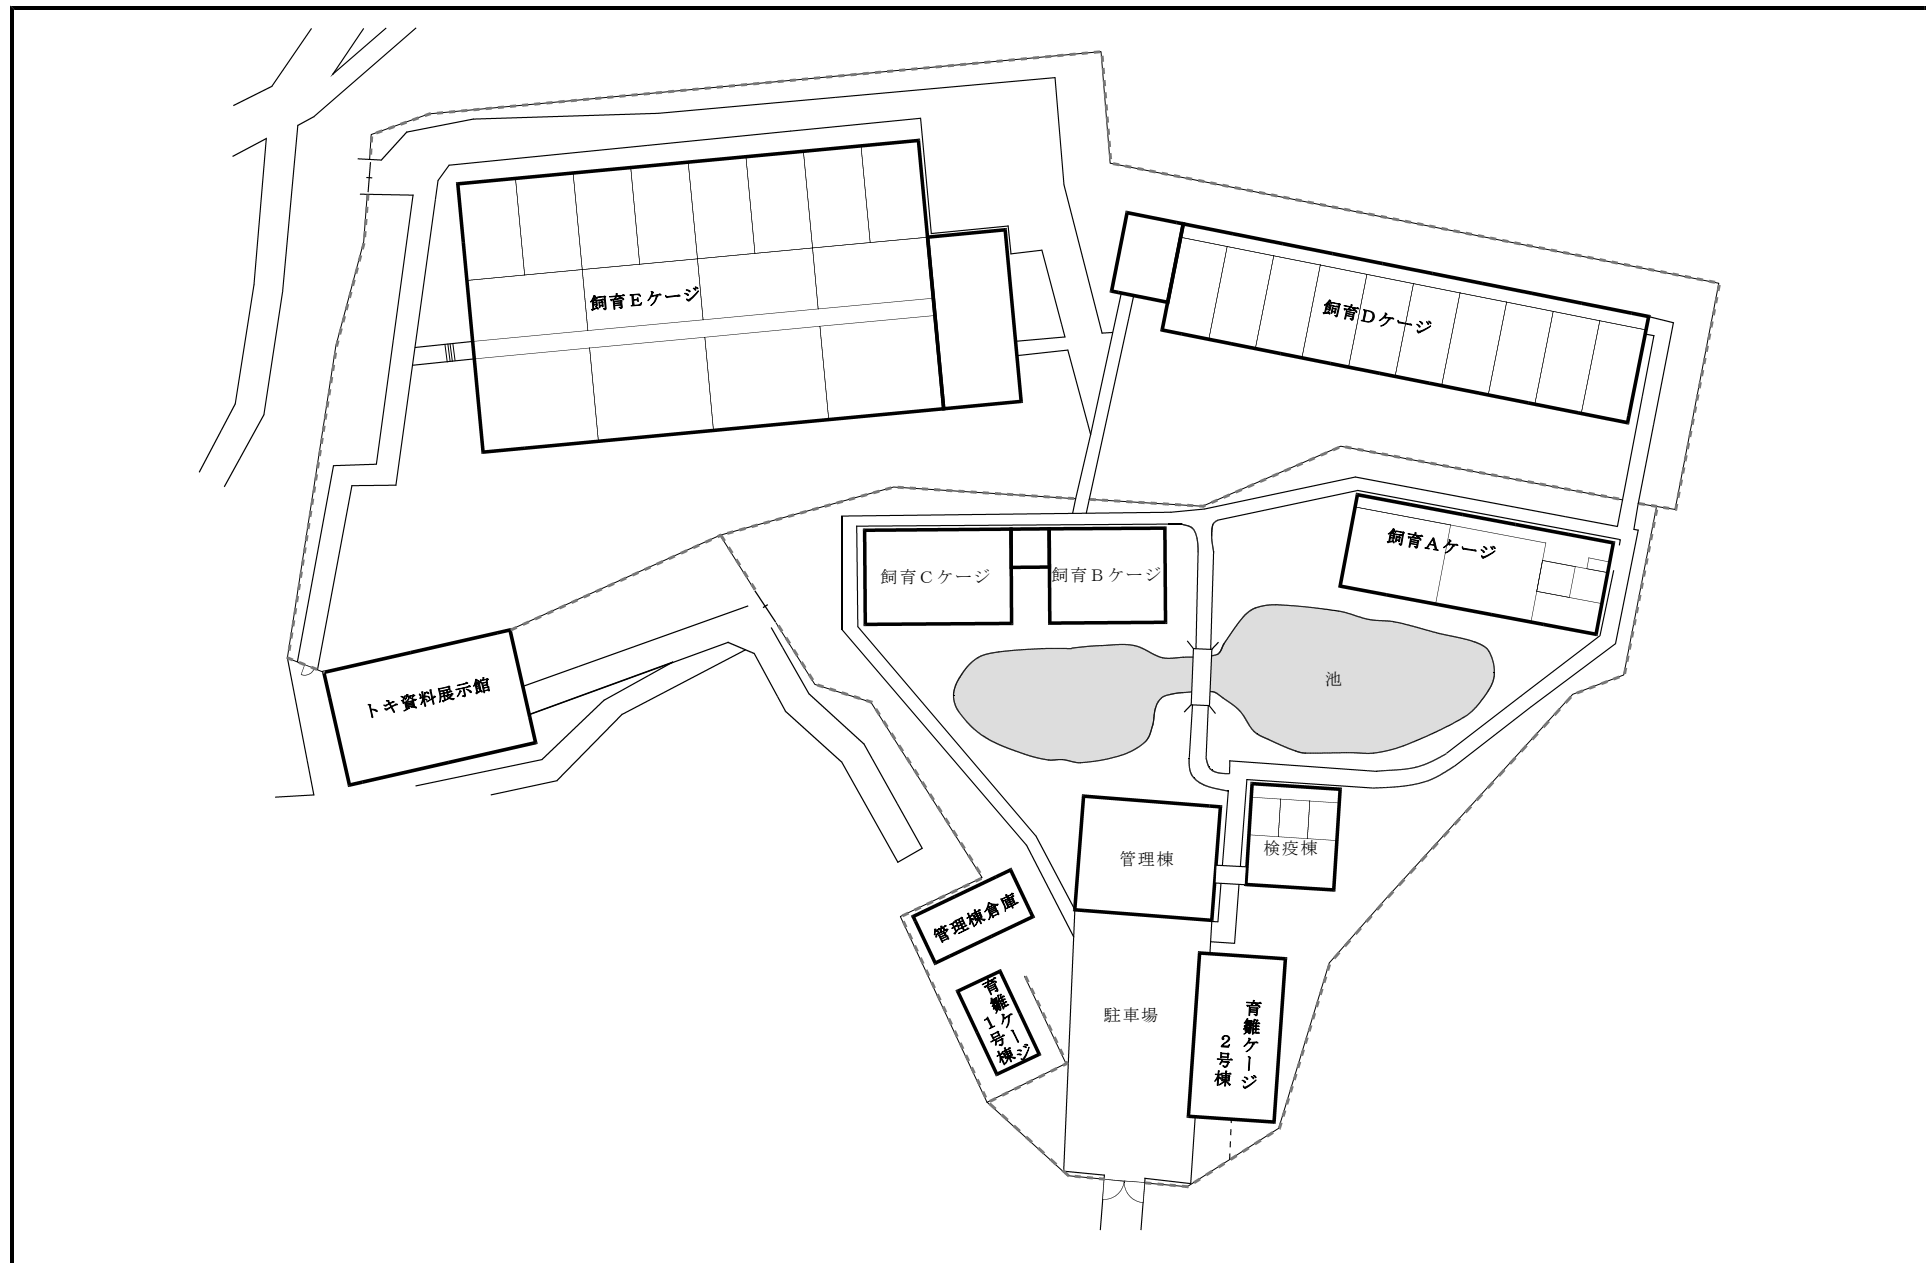 飼育Eケージ
飼育Dケージ
飼育Aケージ
飼育Cケージ
飼育Bケージ
トキ資料展示館
池
管理棟
検疫棟
管理棟倉庫
育雛ケージ
1号棟
駐車場
育雛ケージ
2号棟